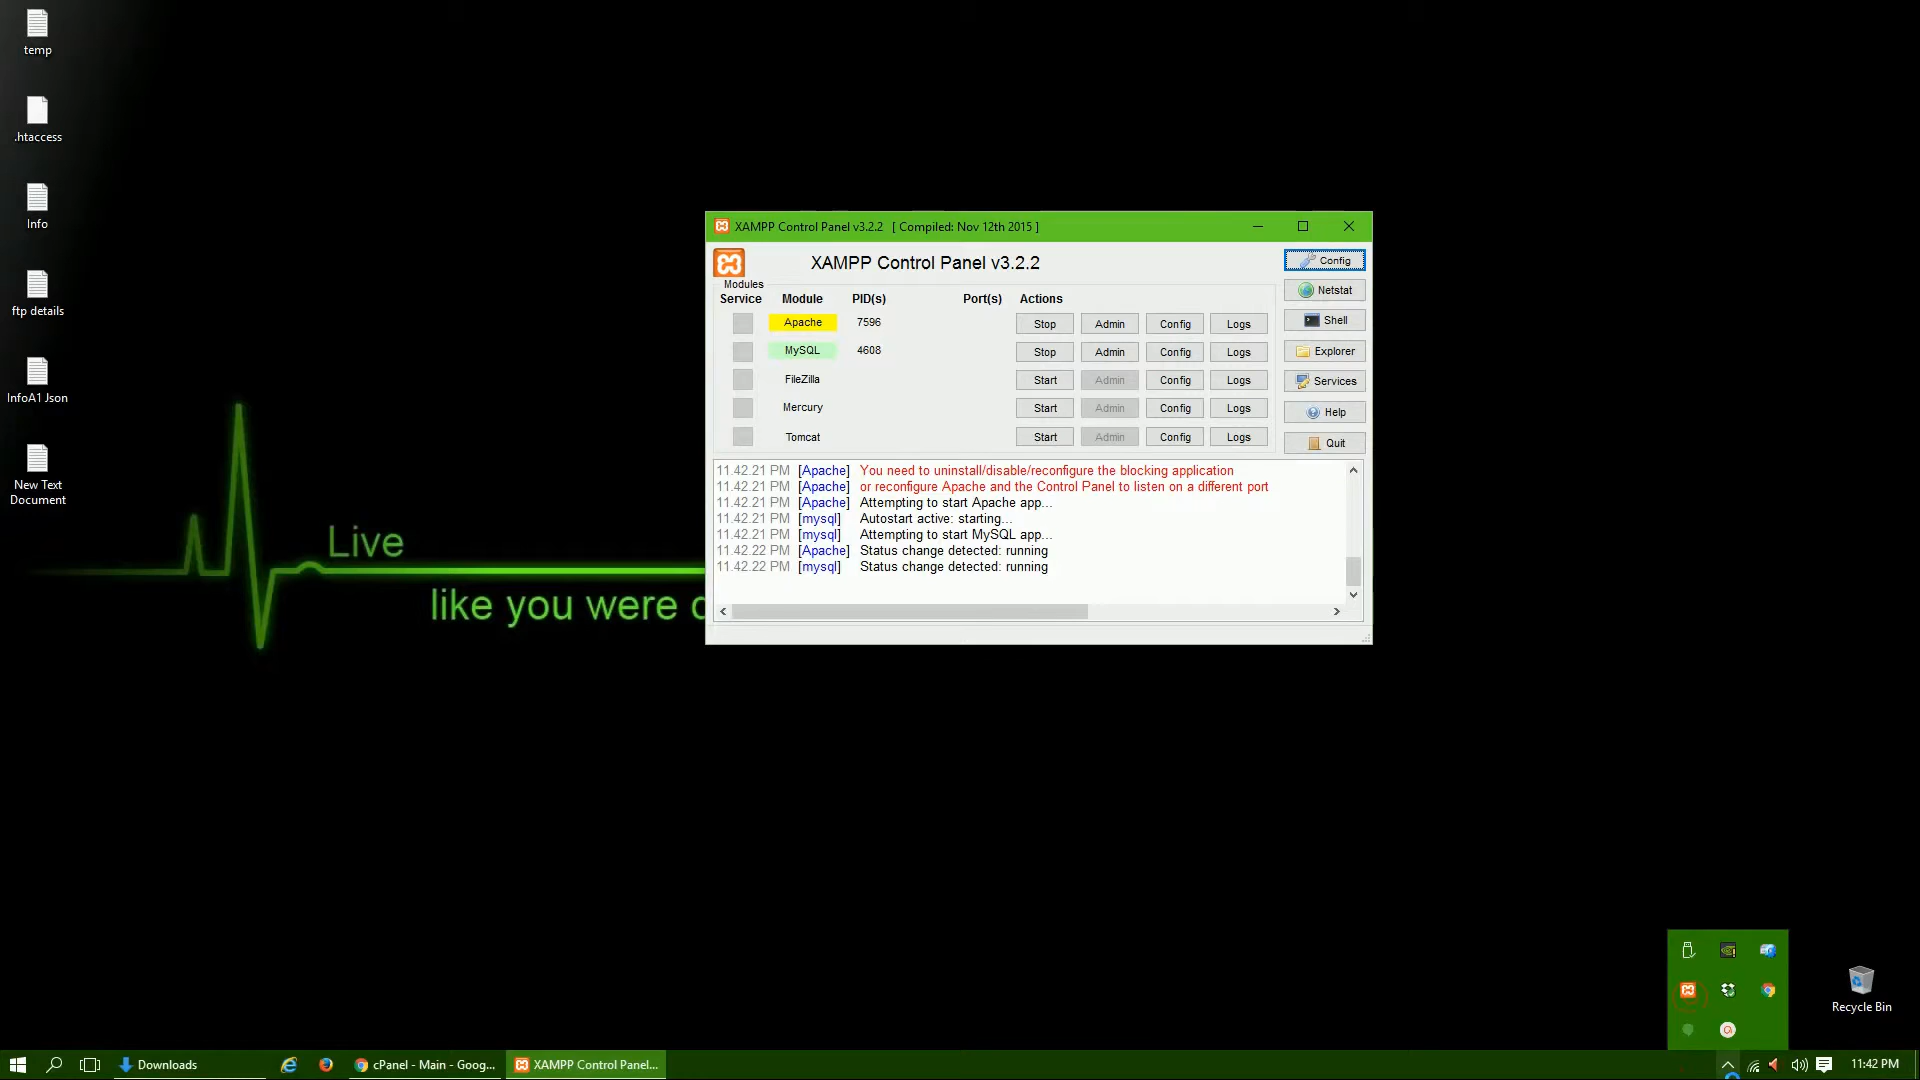 temp
.htaccess
Info
ftp details
InfoA1 Json
New Text
Document
Live
like you were
XAMPP Control Panel v3.2.2 [ Compiled: Nov 12th 2015 ]
XAMPP Control Panel v3.2.2
Config
Modules
Service Module PID(s) Port(s) Actions
Netstat
Apache 7596 Stop Admin Config Logs
Shell
MySQL 4608 Stop Admin Config Logs
Explorer
FileZilla Start Admin Config Logs
Services
Mercury Start Admin Config Logs
Help
Tomcat Start Admin Config Logs
Quit
11.42.21 PM [Apache] You need to uninstall/disable/reconfigure the blocking application
11.42.21 PM [Apache] or reconfigure Apache and the Control Panel to listen on a different port
11.42.21 PM [Apache] Attempting to start Apache app...
11.42.21 PM [mysql] Autostart active: starting...
11.42.21 PM [mysql] Attempting to start MySQL app...
11.42.22 PM [Apache] Status change detected: running
11.42.22 PM [mysql] Status change detected: running
Recycle Bin
Downloads
cPanel - Main - Goog...
XAMPP Control Panel...
11:42 PM